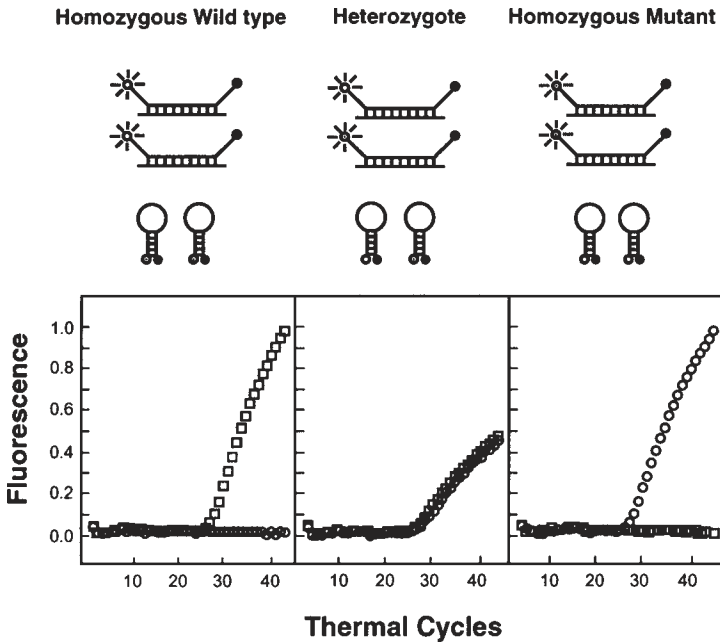 Homozygous Wild type
Heterozygote
Homozygous Mutant
1.0
0.8
0.6
0.4
0.2
0.0
Fluorescence
10 20 30 40
10 20 30 40
10 20 30 40
Thermal Cycles